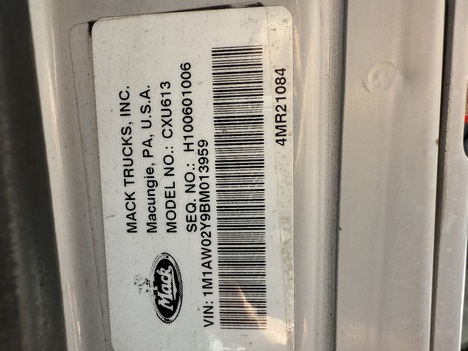 MACK TRUCKS, INC.
Macungie, PA, U.S.A.
MODEL NO.: CXU613
SEQ. NO.: H100601006
Mack
VIN: 1M1AW02Y9BM013959
4MR21084